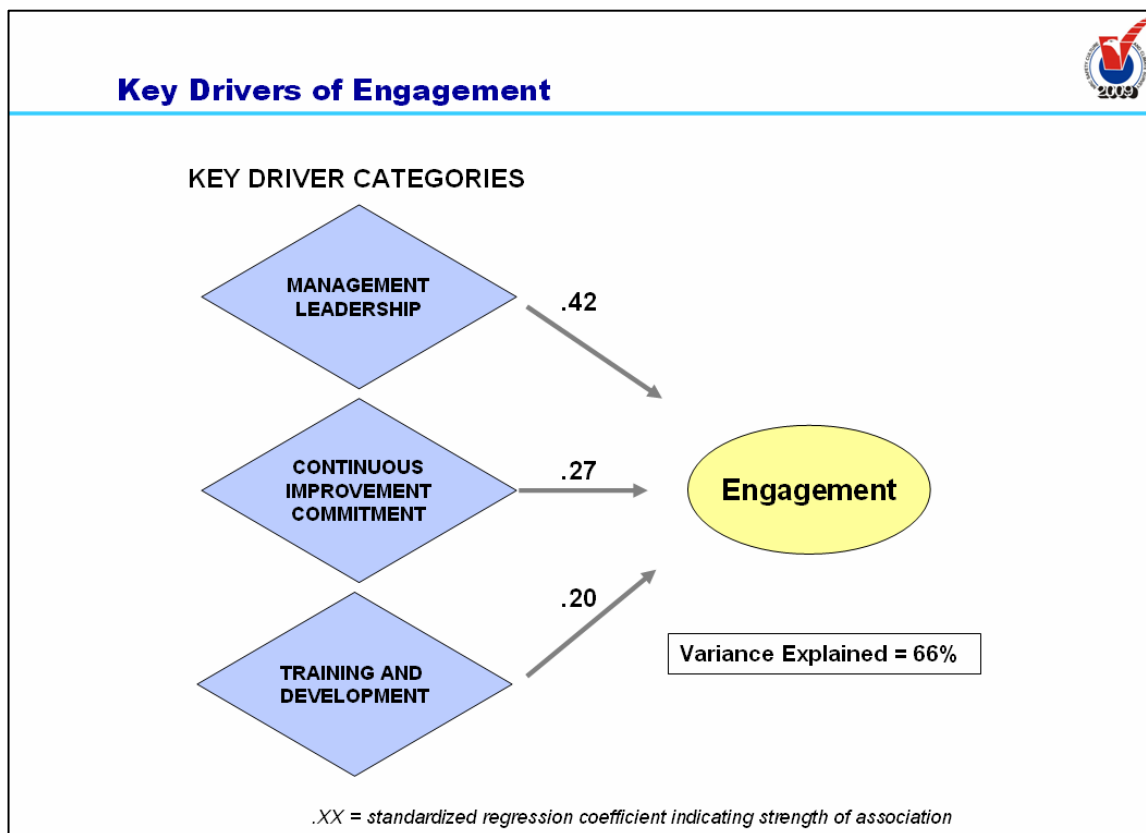 Key Drivers of Engagement
2009
KEY DRIVER CATEGORIES
MANAGEMENT
LEADERSHIP
.42
CONTINUOUS
IMPROVEMENT
COMMITMENT
.27
Engagement
.20
TRAINING AND
DEVELOPMENT
Variance Explained = 66%
.XX = standardized regression coefficient indicating strength of association